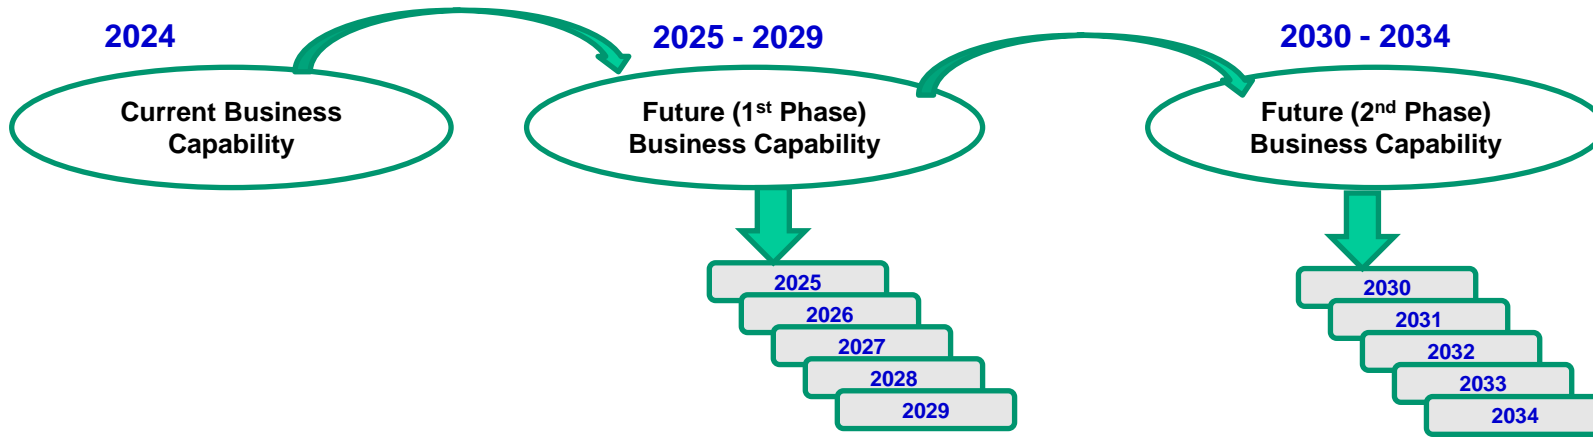 2024
2025 - 2029
2030 - 2034
Current Business
Capability
Future (1st Phase)
Business Capability
Future (2nd Phase)
Business Capability
2025
2026
2027
2028
2029
2030
2031
2032
2033
2034